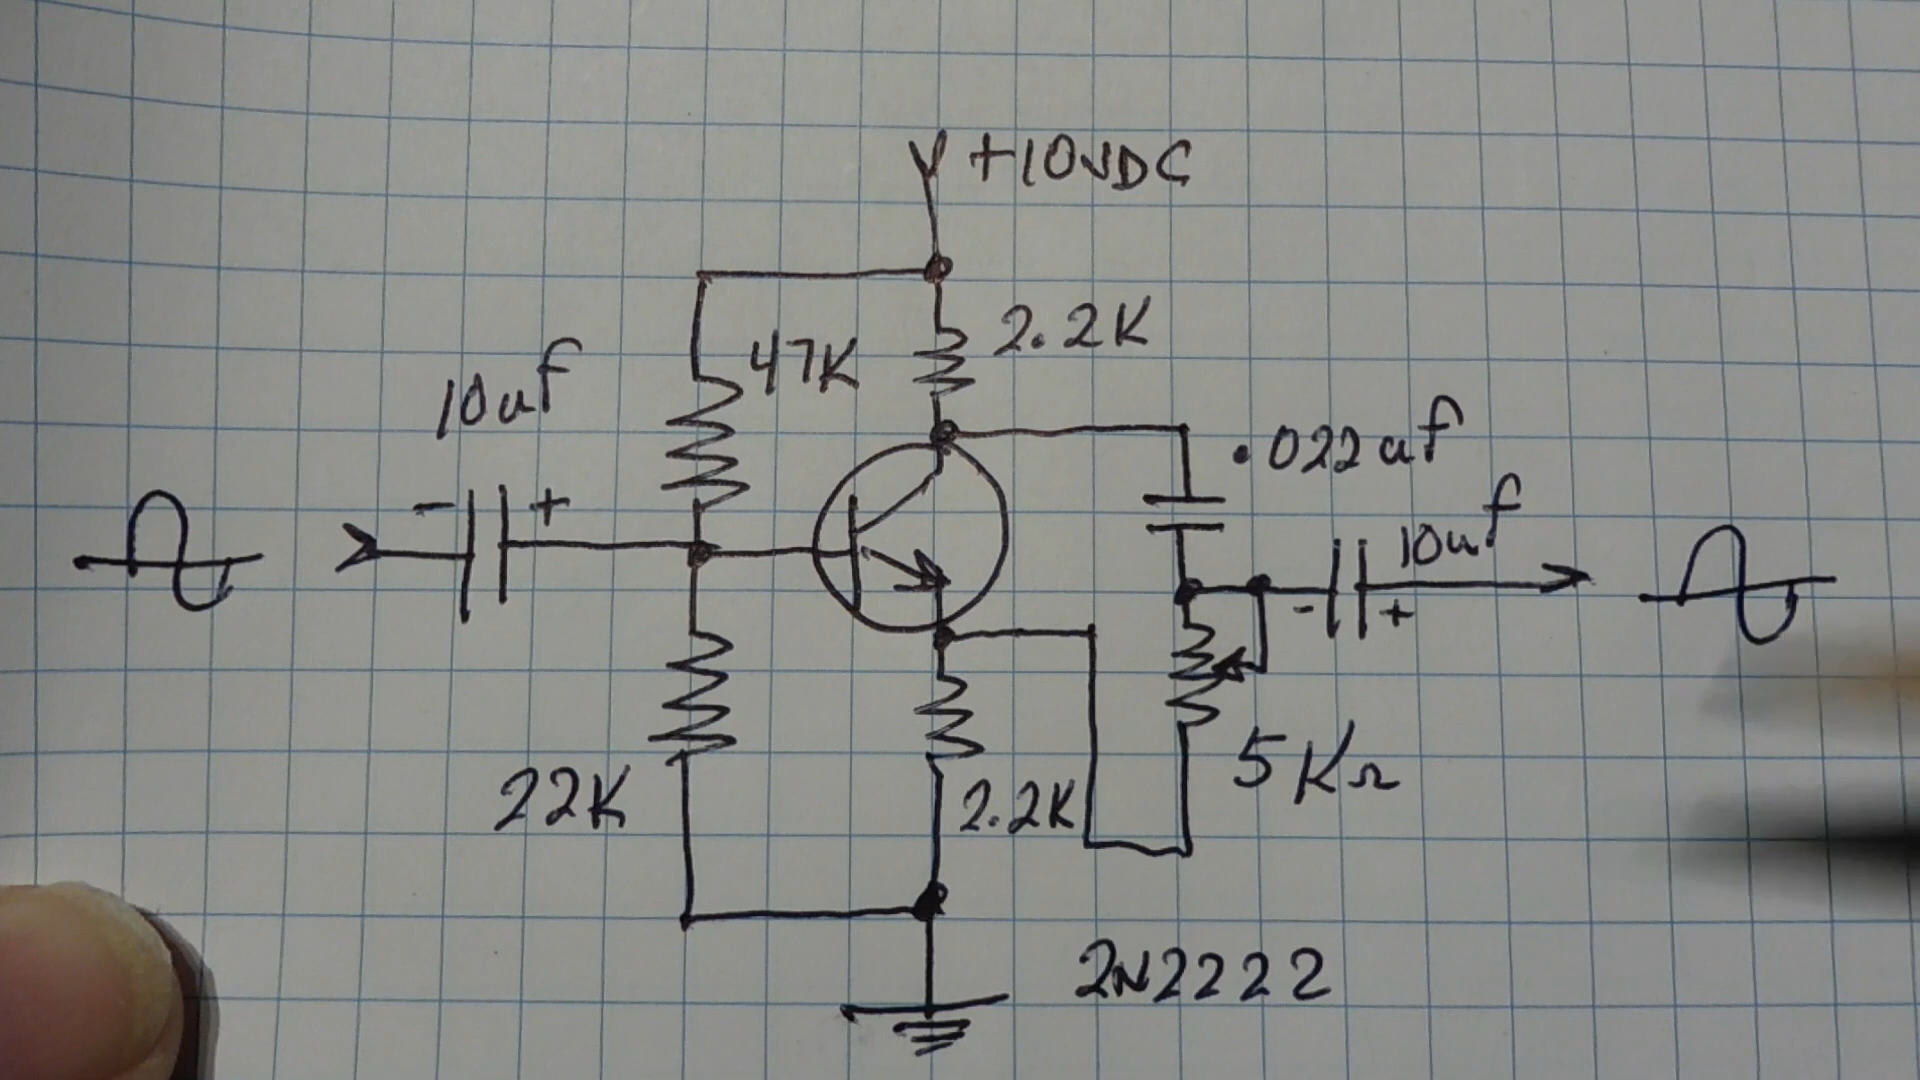 +10VDC
2.2K
47K
10uf
.022uf
- +
10uf
- +
5KΩ
22K
2.2K
2N2222